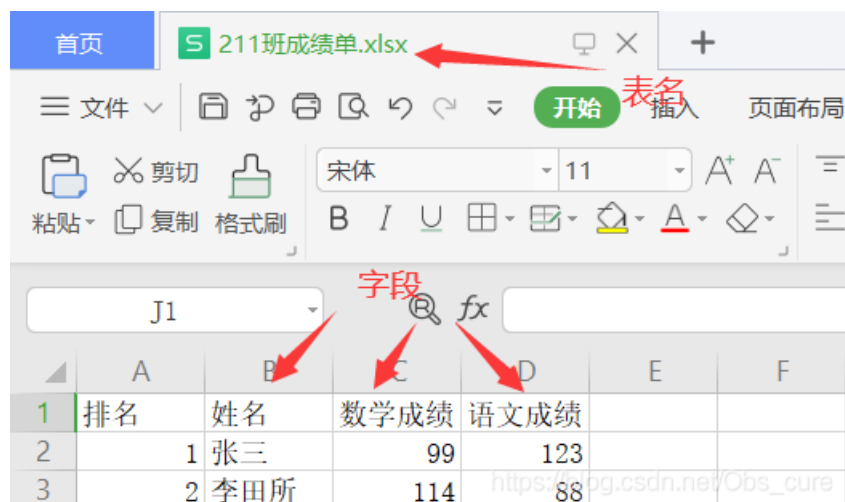 首页 S 211班成绩单.xlsx
表名
文件 开始 插入 页面布局
剪切 宋体 11 A+ A-
粘贴 复制 格式刷 B I U A
字段
J1 fx
A B C D E F
1 排名 姓名 数学成绩 语文成绩
2 1 张三 99 123
3 2 李田所 114 88
https://blog.csdn.net/Obs_cure